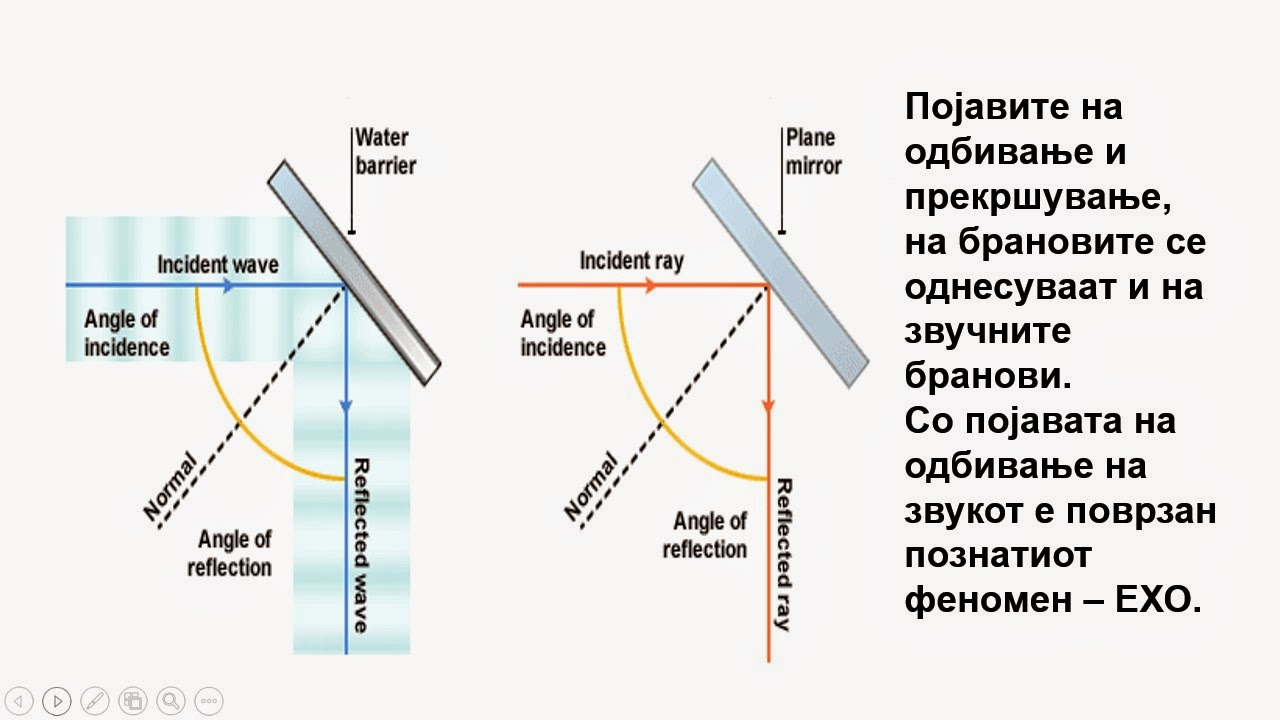 Water
barrier
Incident wave
Angle of
incidence
Normal
Angle of
reflection
Reflected wave
Plane
mirror
Incident ray
Angle of
incidence
Normal
Angle of
reflection
Reflected ray
Појавите на
одбивање и
прекршување,
на брановите се
однесуваат и на
звучните
бранови.
Со појавата на
одбивање на
звукот е поврзан
познатиот
феномен – ЕХО.